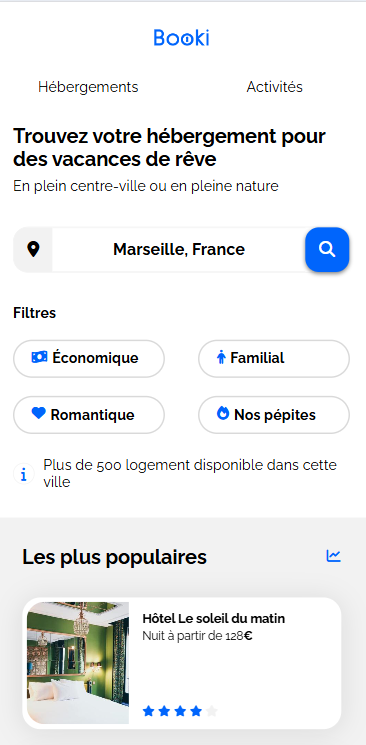 Booki
Hébergements Activités
Trouvez votre hébergement pour
des vacances de rêve
En plein centre-ville ou en pleine nature
Marseille, France
Filtres
Économique Familial
Romantique Nos pépites
Plus de 500 logement disponible dans cette
ville
Les plus populaires
Hôtel Le soleil du matin
Nuit à partir de 128€